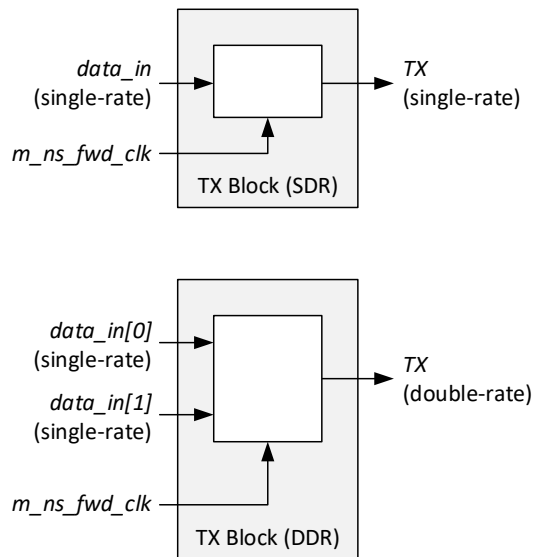 data_in
(single-rate)
TX
(single-rate)
m_ns_fwd_clk
TX Block (SDR)
data_in[0]
(single-rate)
data_in[1]
(single-rate)
TX
(double-rate)
m_ns_fwd_clk
TX Block (DDR)